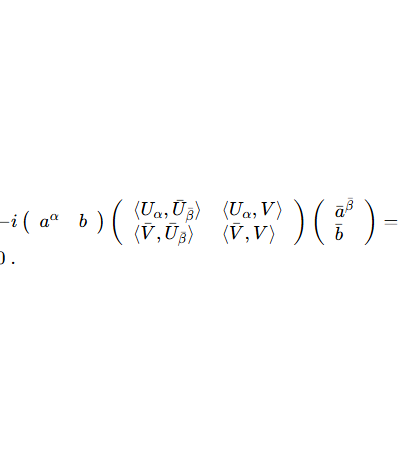 −i ( a^α b ) ( ⟨U_α, Ū_β̄⟩ ⟨U_α, V⟩ ; ⟨V̄, Ū_β̄⟩ ⟨V̄, V⟩ ) ( ā^β̄ ; b̄ ) =
0 .